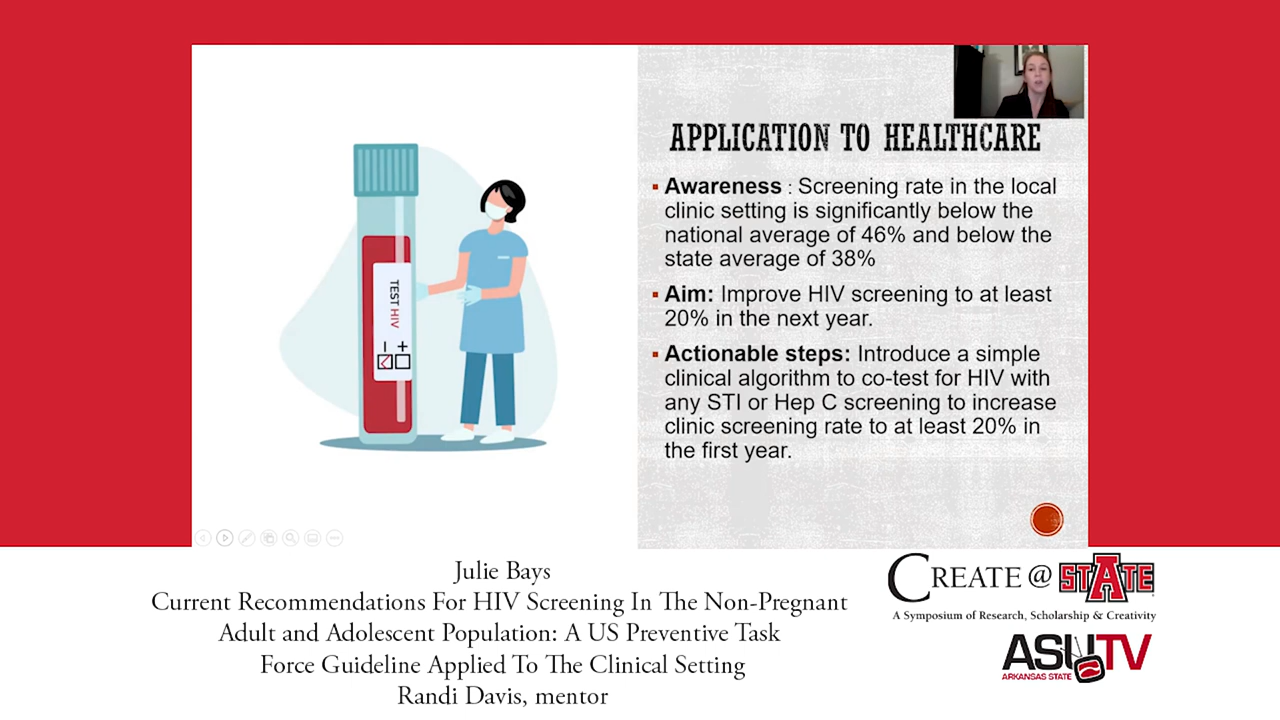 APPLICATION TO HEALTHCARE
▪ Awareness : Screening rate in the local
clinic setting is significantly below the
national average of 46% and below the
state average of 38%
▪ Aim: Improve HIV screening to at least
20% in the next year.
▪ Actionable steps: Introduce a simple
clinical algorithm to co-test for HIV with
any STI or Hep C screening to increase
clinic screening rate to at least 20% in
the first year.
TEST HIV
− +
Julie Bays
Current Recommendations For HIV Screening In The Non-Pregnant
Adult and Adolescent Population: A US Preventive Task
Force Guideline Applied To The Clinical Setting
Randi Davis, mentor
CREATE @ STATE
A Symposium of Research, Scholarship & Creativity
ASUTV
ARKANSAS STATE